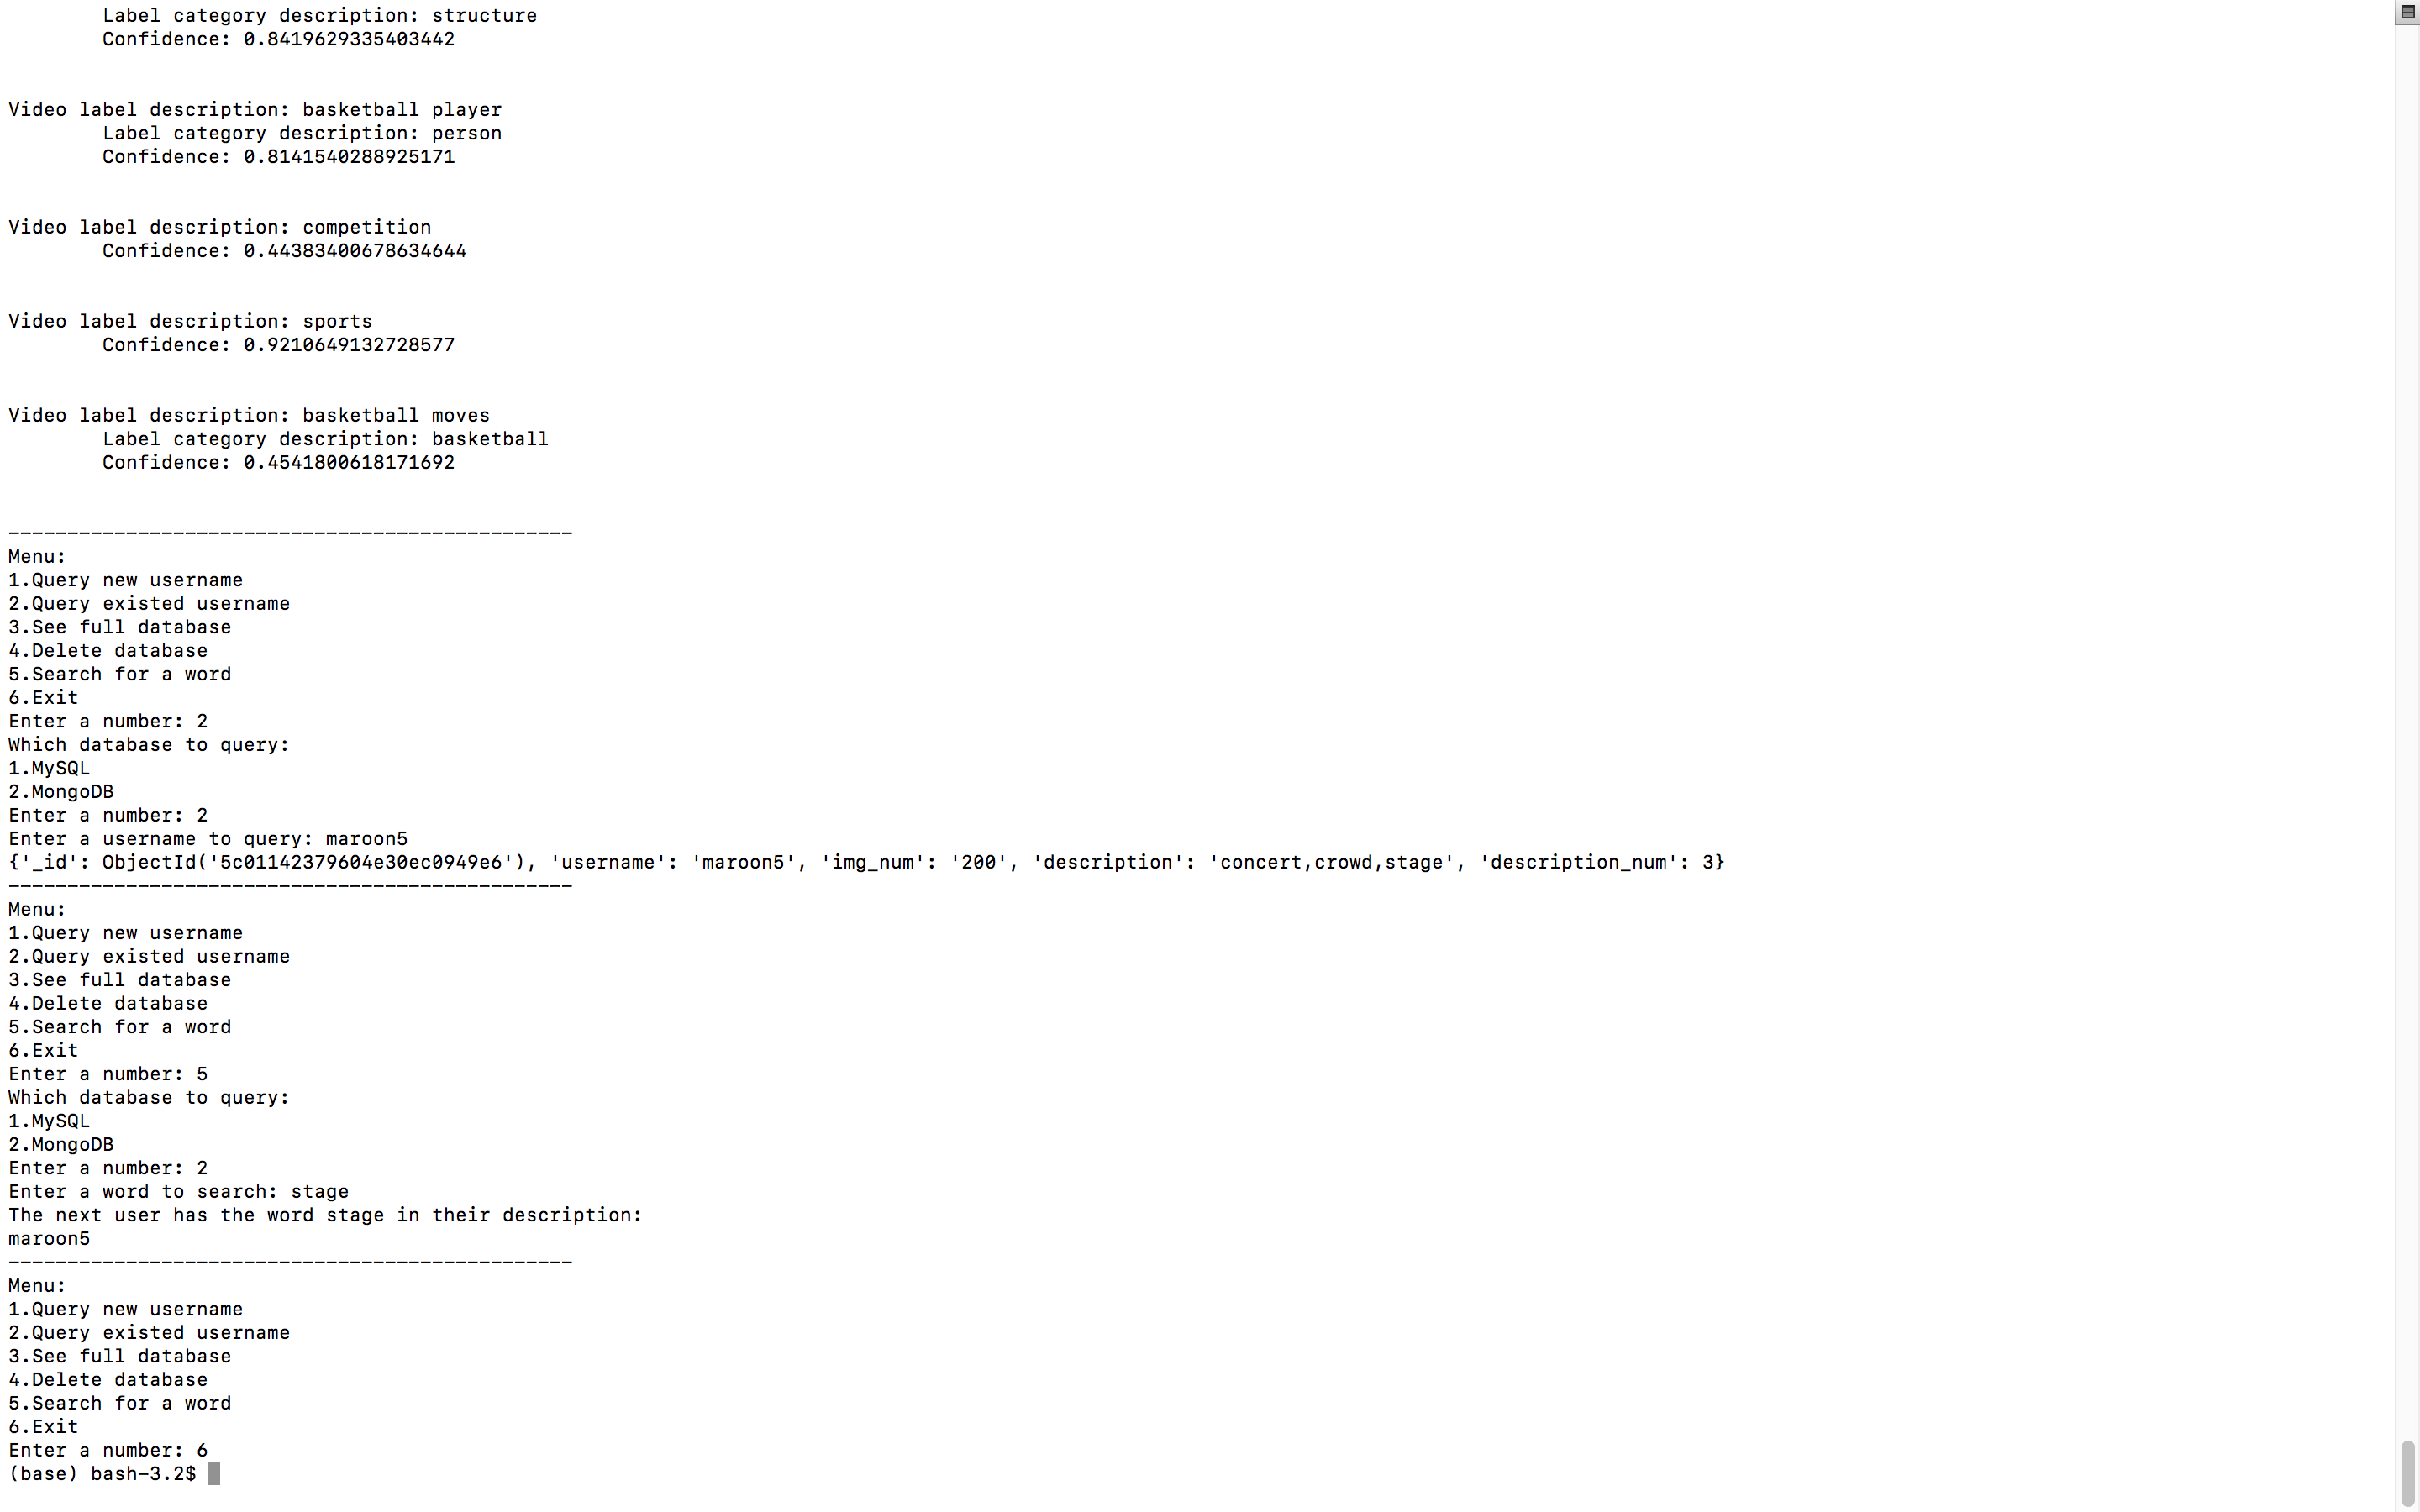 Label category description: structure
Confidence: 0.8419629335403442
Video label description: basketball player
Label category description: person
Confidence: 0.8141540288925171
Video label description: competition
Confidence: 0.44383400678634644
Video label description: sports
Confidence: 0.9210649132728577
Video label description: basketball moves
Label category description: basketball
Confidence: 0.4541800618171692
------------------------------------------------
Menu:
1.Query new username
2.Query existed username
3.See full database
4.Delete database
5.Search for a word
6.Exit
Enter a number: 2
Which database to query:
1.MySQL
2.MongoDB
Enter a number: 2
Enter a username to query: maroon5
{'_id': ObjectId('5c01142379604e30ec0949e6'), 'username': 'maroon5', 'img_num': '200', 'description': 'concert,crowd,stage', 'description_num': 3}
------------------------------------------------
Menu:
1.Query new username
2.Query existed username
3.See full database
4.Delete database
5.Search for a word
6.Exit
Enter a number: 5
Which database to query:
1.MySQL
2.MongoDB
Enter a number: 2
Enter a word to search: stage
The next user has the word stage in their description:
maroon5
------------------------------------------------
Menu:
1.Query new username
2.Query existed username
3.See full database
4.Delete database
5.Search for a word
6.Exit
Enter a number: 6
(base) bash-3.2$